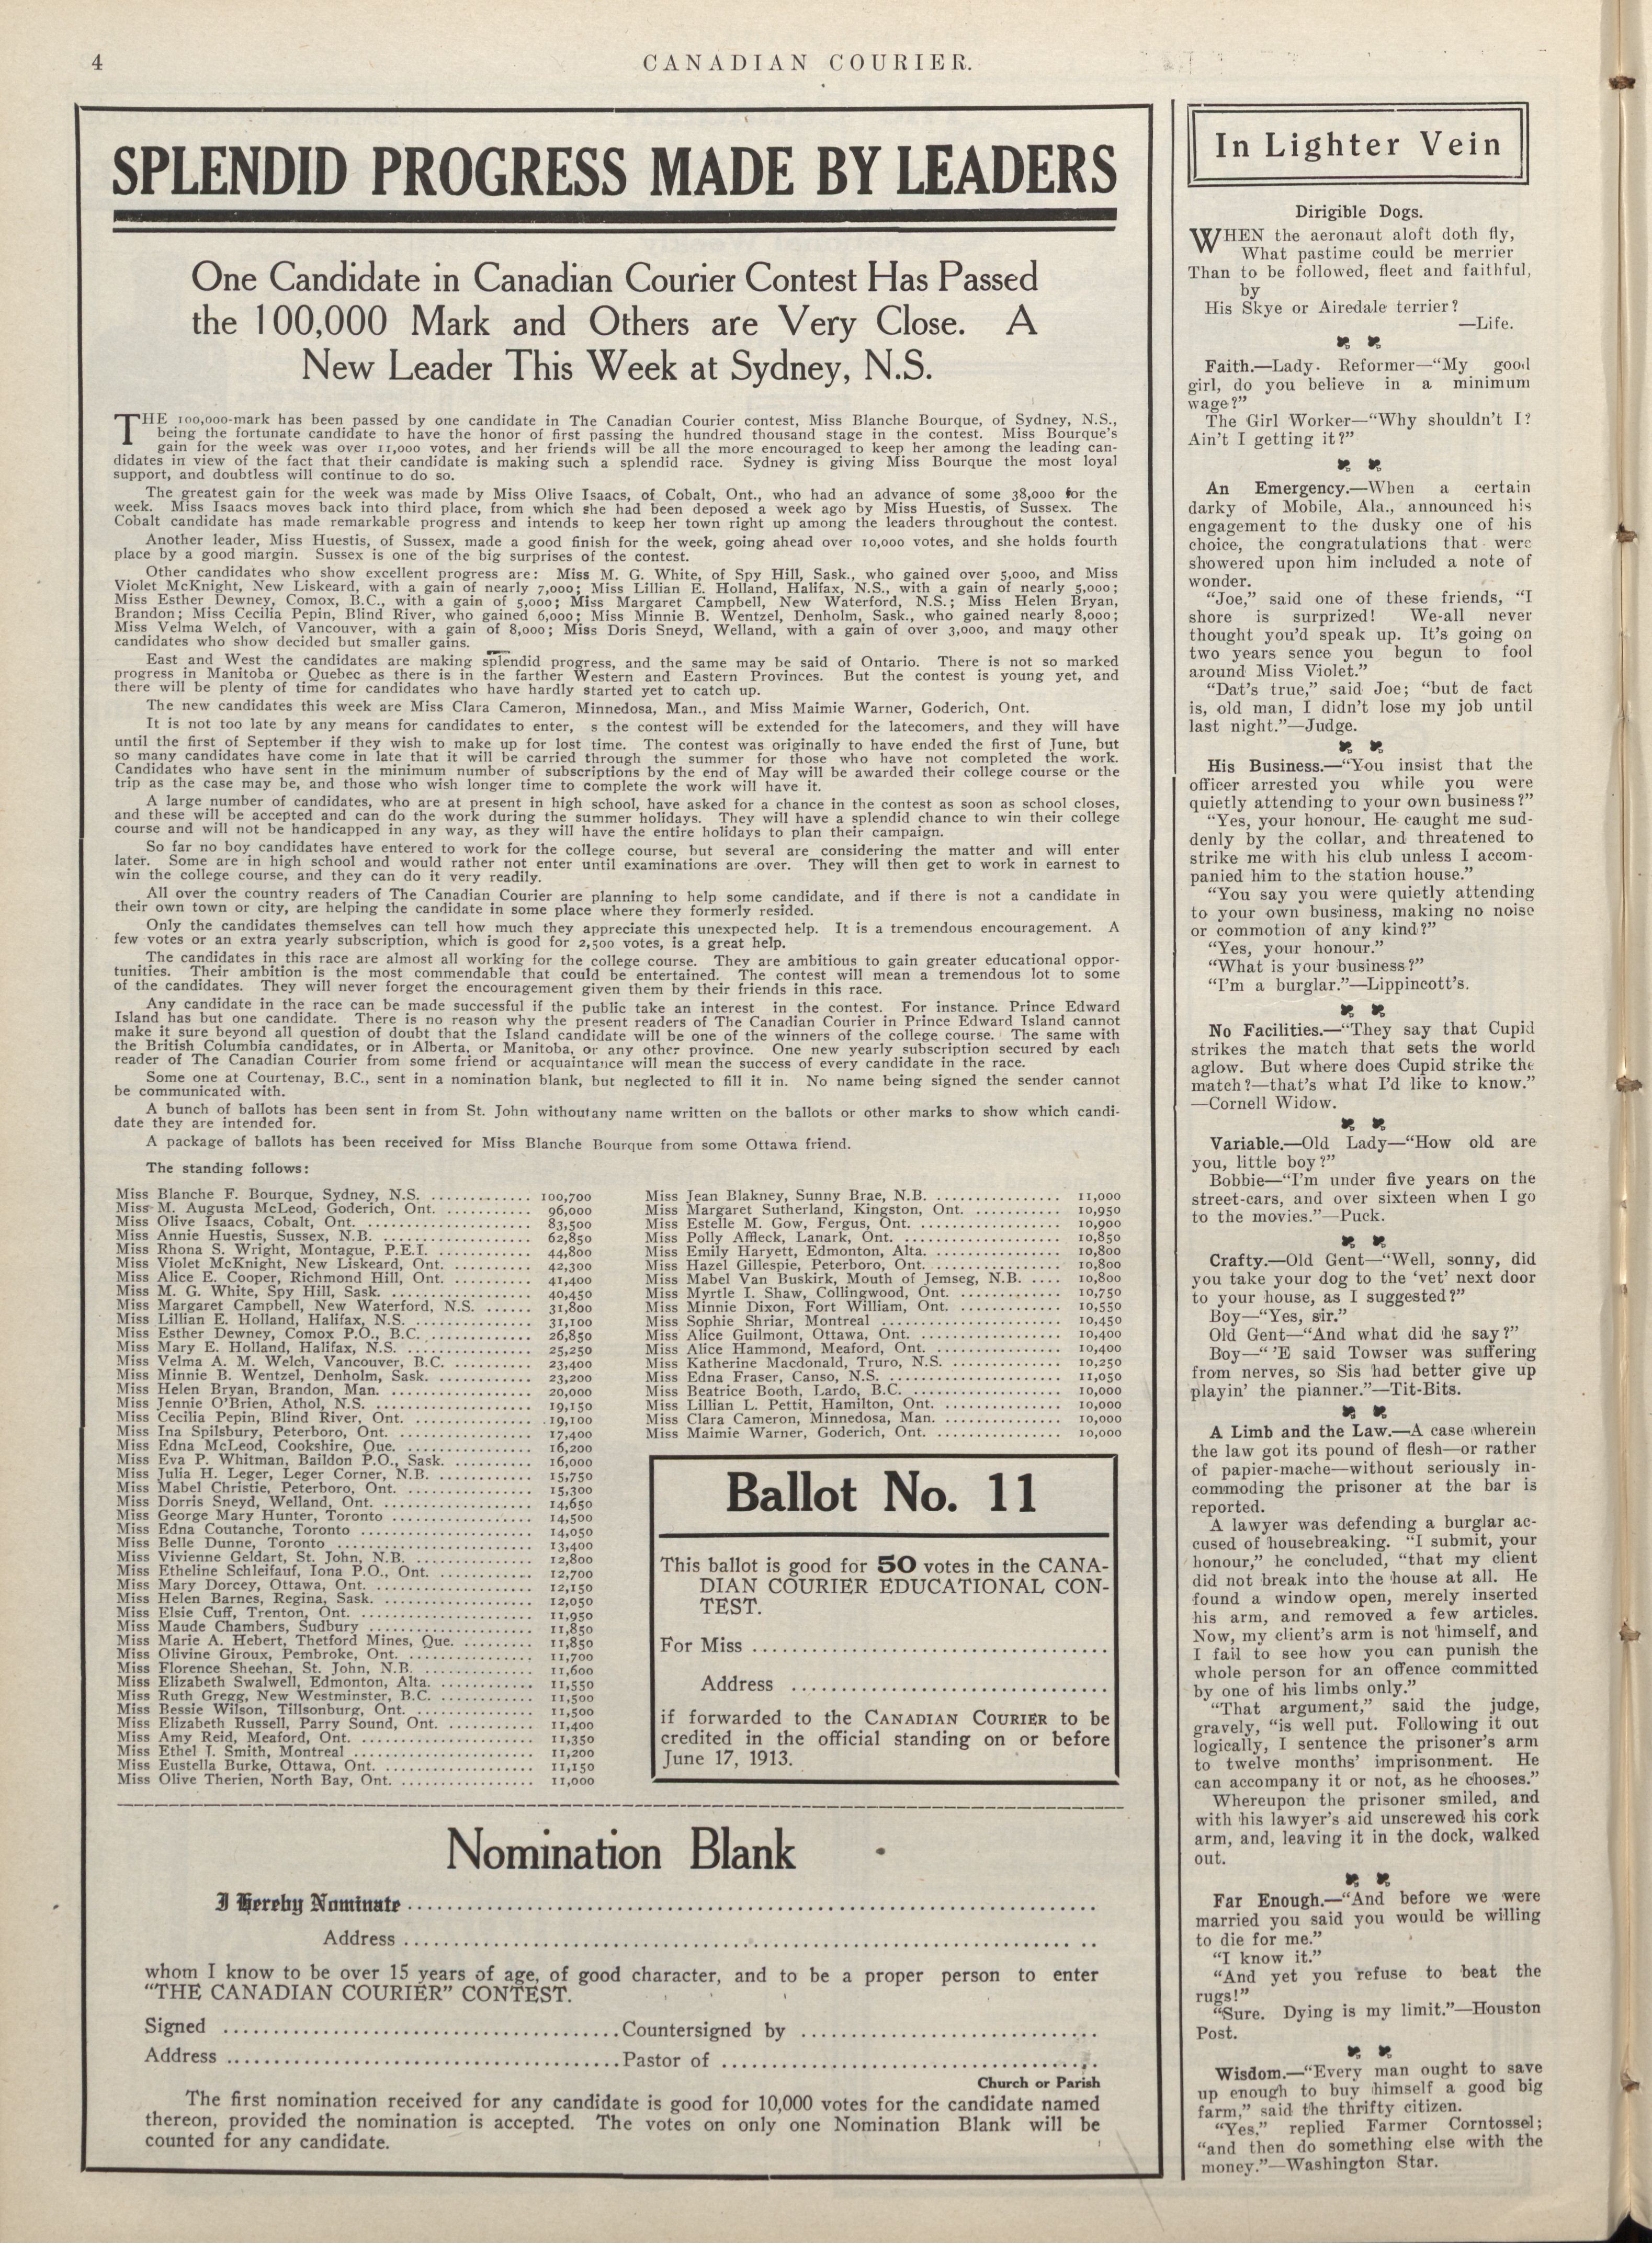 4
CANADIAN COURIER.
SPLENDID PROGRESS MADE BY LEADERS
One Candidate in Canadian Courier Contest Has Passed
the 100,000 Mark and Others are Very Close. A
New Leader This Week at Sydney, N.S.
THE 100,000-mark has been passed by one candidate in The Canadian Courier contest, Miss Blanche Bourque, of Sydney, N.S.,
being the fortunate candidate to have the honor of first passing the hundred thousand stage in the contest. Miss Bourque's
gain for the week was over 11,000 votes, and her friends will be all the more encouraged to keep her among the leading can-
didates in view of the fact that their candidate is making such a splendid race. Sydney is giving Miss Bourque the most loyal
support, and doubtless will continue to do so.
The greatest gain for the week was made by Miss Olive Isaacs, of Cobalt, Ont., who had an advance of some 38,000 for the
week. Miss Isaacs moves back into third place, from which she had been deposed a week ago by Miss Huestis, of Sussex. The
Cobalt candidate has made remarkable progress and intends to keep her town right up among the leaders throughout the contest.
Another leader, Miss Huestis, of Sussex, made a good finish for the week, going ahead over 10,000 votes, and she holds fourth
place by a good margin. Sussex is one of the big surprises of the contest.
Other candidates who show excellent progress are: Miss M. G. White, of Spy Hill, Sask., who gained over 5,000, and Miss
Violet McKnight, New Liskeard, with a gain of nearly 7,000; Miss Lillian E. Holland, Halifax, N.S., with a gain of nearly 5,000;
Miss Esther Dewney, Comox, B.C., with a gain of 5,000; Miss Margaret Campbell, New Waterford, N.S.; Miss Helen Bryan,
Brandon; Miss Cecilia Pepin, Blind River, who gained 6,000; Miss Minnie B. Wentzel, Denholm, Sask., who gained nearly 8,000;
Miss Velma Welch, of Vancouver, with a gain of 8,000; Miss Doris Sneyd, Welland, with a gain of over 3,000, and many other
candidates who show decided but smaller gains.
East and West the candidates are making splendid progress, and the same may be said of Ontario. There is not so marked
progress in Manitoba or Quebec as there is in the farther Western and Eastern Provinces. But the contest is young yet, and
there will be plenty of time for candidates who have hardly started yet to catch up.
The new candidates this week are Miss Clara Cameron, Minnedosa, Man., and Miss Maimie Warner, Goderich, Ont.
It is not too late by any means for candidates to enter, s the contest will be extended for the latecomers, and they will have
until the first of September if they wish to make up for lost time. The contest was originally to have ended the first of June, but
so many candidates have come in late that it will be carried through the summer for those who have not completed the work.
Candidates who have sent in the minimum number of subscriptions by the end of May will be awarded their college course or the
trip as the case may be, and those who wish longer time to complete the work will have it.
A large number of candidates, who are at present in high school, have asked for a chance in the contest as soon as school closes,
and these will be accepted and can do the work during the summer holidays. They will have a splendid chance to win their college
course and will not be handicapped in any way, as they will have the entire holidays to plan their campaign.
So far no boy candidates have entered to work for the college course, but several are considering the matter and will enter
later. Some are in high school and would rather not enter until examinations are over. They will then get to work in earnest to
win the college course, and they can do it very readily.
All over the country readers of The Canadian Courier are planning to help some candidate, and if there is not a candidate in
their own town or city, are helping the candidate in some place where they formerly resided.
Only the candidates themselves can tell how much they appreciate this unexpected help. It is a tremendous encouragement. A
few votes or an extra yearly subscription, which is good for 2,500 votes, is a great help.
The candidates in this race are almost all working for the college course. They are ambitious to gain greater educational oppor-
tunities. Their ambition is the most commendable that could be entertained. The contest will mean a tremendous lot to some
of the candidates. They will never forget the encouragement given them by their friends in this race.
Any candidate in the race can be made successful if the public take an interest in the contest. For instance. Prince Edward
Island has but one candidate. There is no reason why the present readers of The Canadian Courier in Prince Edward Island cannot
make it sure beyond all question of doubt that the Island candidate will be one of the winners of the college course. The same with
the British Columbia candidates, or in Alberta, or Manitoba, or any other province. One new yearly subscription secured by each
reader of The Canadian Courier from some friend or acquaintance will mean the success of every candidate in the race.
Some one at Courtenay, B.C., sent in a nomination blank, but neglected to fill it in. No name being signed the sender cannot
be communicated with.
A bunch of ballots has been sent in from St. John without any name written on the ballots or other marks to show which candi-
date they are intended for.
A package of ballots has been received for Miss Blanche Bourque from some Ottawa friend.
The standing follows:
Miss Blanche F. Bourque, Sydney, N.S. ............ 100,700
Miss M. Augusta McLeod, Goderich, Ont. .......... 96,000
Miss Olive Isaacs, Cobalt, Ont. .................... 83,500
Miss Annie Huestis, Sussex, N.B. .................. 62,850
Miss Rhona S. Wright, Montague, P.E.I. ........... 44,800
Miss Violet McKnight, New Liskeard, Ont. ......... 42,300
Miss Alice E. Cooper, Richmond Hill, Ont. ......... 41,400
Miss M. G. White, Spy Hill, Sask. ................. 40,450
Miss Margaret Campbell, New Waterford, N.S. ...... 31,800
Miss Lillian E. Holland, Halifax, N.S. .............. 31,100
Miss Esther Dewney, Comox P.O., B.C. ............ 26,850
Miss Mary E. Holland, Halifax, N.S. ............... 25,250
Miss Velma A. M. Welch, Vancouver, B.C. ......... 23,400
Miss Minnie B. Wentzel, Denholm, Sask. ........... 23,200
Miss Helen Bryan, Brandon, Man. ................. 20,000
Miss Jennie O'Brien, Athol, N.S. ................... 19,150
Miss Cecilia Pepin, Blind River, Ont. .............. 19,100
Miss Ina Spilsbury, Peterboro, Ont. ................ 17,400
Miss Edna McLeod, Cookshire, Que. ............... 16,200
Miss Eva P. Whitman, Baildon P.O., Sask. ......... 16,000
Miss Julia H. Leger, Leger Corner, N.B. ........... 15,750
Miss Mabel Christie, Peterboro, Ont. ............... 15,300
Miss Dorris Sneyd, Welland, Ont. .................. 14,650
Miss George Mary Hunter, Toronto ................ 14,500
Miss Edna Coutanche, Toronto .................... 14,050
Miss Belle Dunne, Toronto ........................ 13,400
Miss Vivienne Geldart, St. John, N.B. .............. 12,800
Miss Etheline Schleifauf, Iona P.O., Ont. ........... 12,700
Miss Mary Dorcey, Ottawa, Ont. ................... 12,150
Miss Helen Barnes, Regina, Sask. .................. 12,050
Miss Elsie Cuff, Trenton, Ont. ..................... 11,950
Miss Maude Chambers, Sudbury .................... 11,850
Miss Marie A. Hebert, Thetford Mines, Que. ........ 11,850
Miss Olivine Giroux, Pembroke, Ont. ............... 11,700
Miss Florence Sheehan, St. John, N.B. ............. 11,600
Miss Elizabeth Swalwell, Edmonton, Alta. .......... 11,550
Miss Ruth Gregg, New Westminster, B.C. .......... 11,500
Miss Bessie Wilson, Tillsonburg, Ont. .............. 11,500
Miss Elizabeth Russell, Parry Sound, Ont. .......... 11,400
Miss Amy Reid, Meaford, Ont. ..................... 11,350
Miss Ethel J. Smith, Montreal ...................... 11,200
Miss Eustella Burke, Ottawa, Ont. ................. 11,150
Miss Olive Therien, North Bay, Ont. ............... 11,000
Miss Jean Blakney, Sunny Brae, N.B. .............. 11,000
Miss Margaret Sutherland, Kingston, Ont. .......... 10,950
Miss Estelle M. Gow, Fergus, Ont. ................. 10,900
Miss Polly Affleck, Lanark, Ont. ................... 10,850
Miss Emily Haryett, Edmonton, Alta. .............. 10,800
Miss Hazel Gillespie, Peterboro, Ont. .............. 10,800
Miss Mabel Van Buskirk, Mouth of Jemseg, N.B. .... 10,800
Miss Myrtle I. Shaw, Collingwood, Ont. ............ 10,750
Miss Minnie Dixon, Fort William, Ont. ............. 10,550
Miss Sophie Shriar, Montreal ...................... 10,450
Miss Alice Guilmont, Ottawa, Ont. ................. 10,400
Miss Alice Hammond, Meaford, Ont. ............... 10,400
Miss Katherine Macdonald, Truro, N.S. ............ 10,250
Miss Edna Fraser, Canso, N.S. ..................... 11,050
Miss Beatrice Booth, Lardo, B.C. .................. 10,000
Miss Lillian L. Pettit, Hamilton, Ont. .............. 10,000
Miss Clara Cameron, Minnedosa, Man. ............. 10,000
Miss Maimie Warner, Goderich, Ont. ............... 10,000
Ballot No. 11
This ballot is good for 50 votes in the CANA-
DIAN COURIER EDUCATIONAL CON-
TEST.
For Miss ....................................
Address ................................
if forwarded to the CANADIAN COURIER to be
credited in the official standing on or before
June 17, 1913.
Nomination Blank
I Hereby Nominate ....................................
Address ....................................
whom I know to be over 15 years of age, of good character, and to be a proper person to enter
"THE CANADIAN COURIER" CONTEST.
Signed .................... Countersigned by ....................
Address .................... Pastor of ....................
Church or Parish
The first nomination received for any candidate is good for 10,000 votes for the candidate named
thereon, provided the nomination is accepted. The votes on only one Nomination Blank will be
counted for any candidate.
In Lighter Vein
Dirigible Dogs.
WHEN the aeronaut aloft doth fly,
What pastime could be merrier
Than to be followed, fleet and faithful,
by
His Skye or Airedale terrier?
—Life.
Faith.—Lady Reformer—"My good
girl, do you believe in a minimum
wage?"
The Girl Worker—"Why shouldn't I?
Ain't I getting it?"
An Emergency.—When a certain
darky of Mobile, Ala., announced his
engagement to the dusky one of his
choice, the congratulations that were
showered upon him included a note of
wonder.
"Joe," said one of these friends, "I
shore is surprized! We-all never
thought you'd speak up. It's going on
two years sence you begun to fool
around Miss Violet."
"Dat's true," said Joe; "but de fact
is, old man, I didn't lose my job until
last night."—Judge.
His Business.—"You insist that the
officer arrested you while you were
quietly attending to your own business?"
"Yes, your honour. He caught me sud-
denly by the collar, and threatened to
strike me with his club unless I accom-
panied him to the station house."
"You say you were quietly attending
to your own business, making no noise
or commotion of any kind?"
"Yes, your honour."
"What is your business?"
"I'm a burglar."—Lippincott's.
No Facilities.—"They say that Cupid
strikes the match that sets the world
aglow. But where does Cupid strike the
match?—that's what I'd like to know."
—Cornell Widow.
Variable.—Old Lady—"How old are
you, little boy?"
Bobbie—"I'm under five years on the
street-cars, and over sixteen when I go
to the movies."—Puck.
Crafty.—Old Gent—"Well, sonny, did
you take your dog to the 'vet' next door
to your house, as I suggested?"
Boy—"Yes, sir."
Old Gent—"And what did he say?"
Boy—" 'E said Towser was suffering
from nerves, so Sis had better give up
playin' the pianner."—Tit-Bits.
A Limb and the Law.—A case wherein
the law got its pound of flesh—or rather
of papier-mache—without seriously in-
commoding the prisoner at the bar is
reported.
A lawyer was defending a burglar ac-
cused of housebreaking. "I submit, your
honour," he concluded, "that my client
did not break into the house at all. He
found a window open, merely inserted
his arm, and removed a few articles.
Now, my client's arm is not himself, and
I fail to see how you can punish the
whole person for an offence committed
by one of his limbs only."
"That argument," said the judge,
gravely, "is well put. Following it out
logically, I sentence the prisoner's arm
to twelve months' imprisonment. He
can accompany it or not, as he chooses."
Whereupon the prisoner smiled, and
with his lawyer's aid unscrewed his cork
arm, and, leaving it in the dock, walked
out.
Far Enough.—"And before we were
married you said you would be willing
to die for me."
"I know it."
"And yet you refuse to beat the
rugs!"
"Sure. Dying is my limit."—Houston
Post.
Wisdom.—"Every man ought to save
up enough to buy himself a good big
farm," said the thrifty citizen.
"Yes," replied Farmer Corntossel;
"and then do something else with the
money."—Washington Star.